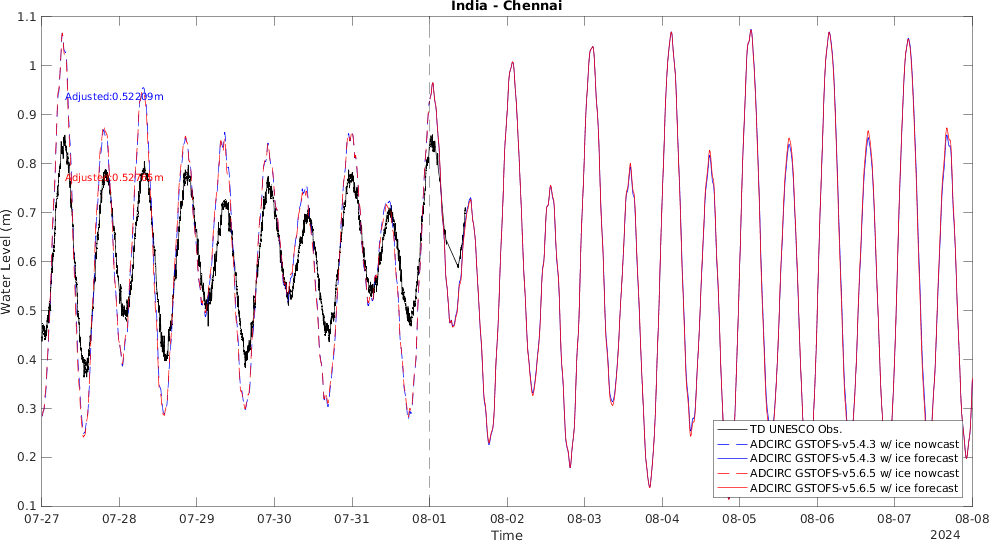 India - Chennai
Water Level (m)
1.1
1
0.9
0.8
0.7
0.6
0.5
0.4
0.3
0.2
0.1
Adjusted:0.52209m
TD UNESCO Obs.
ADCIRC GSTOFS-v5.4.3 w/ ice nowcast
ADCIRC GSTOFS-v5.4.3 w/ ice forecast
ADCIRC GSTOFS-v5.6.5 w/ ice nowcast
ADCIRC GSTOFS-v5.6.5 w/ ice forecast
07-27 07-28 07-29 07-30 07-31 08-01 08-02 08-03 08-04 08-05 08-06 08-07 08-08
Time
2024